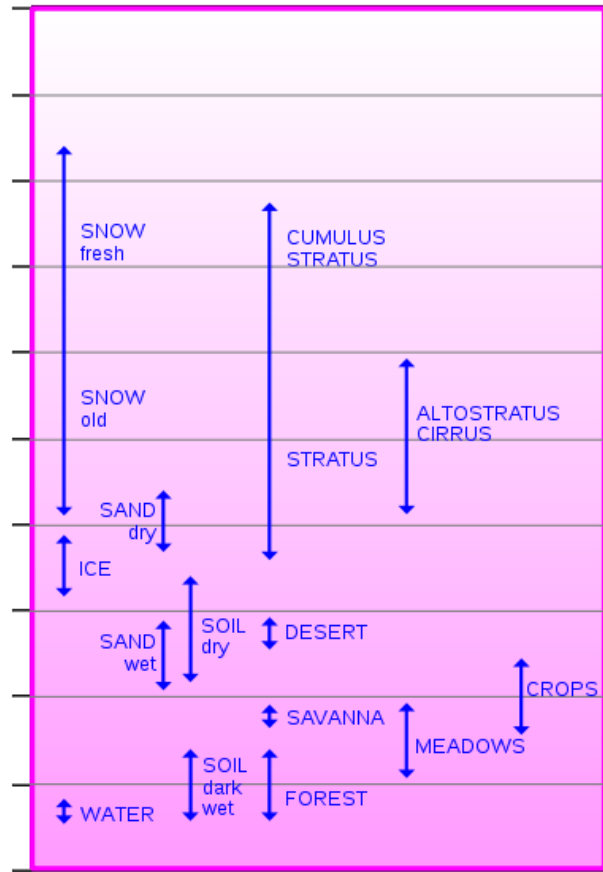 SNOW
fresh
CUMULUS
STRATUS
SNOW
old
ALTOSTRATUS
CIRRUS
STRATUS
SAND
dry
ICE
SOIL
dry
DESERT
SAND
wet
CROPS
SAVANNA
MEADOWS
SOIL
dark
wet
FOREST
WATER